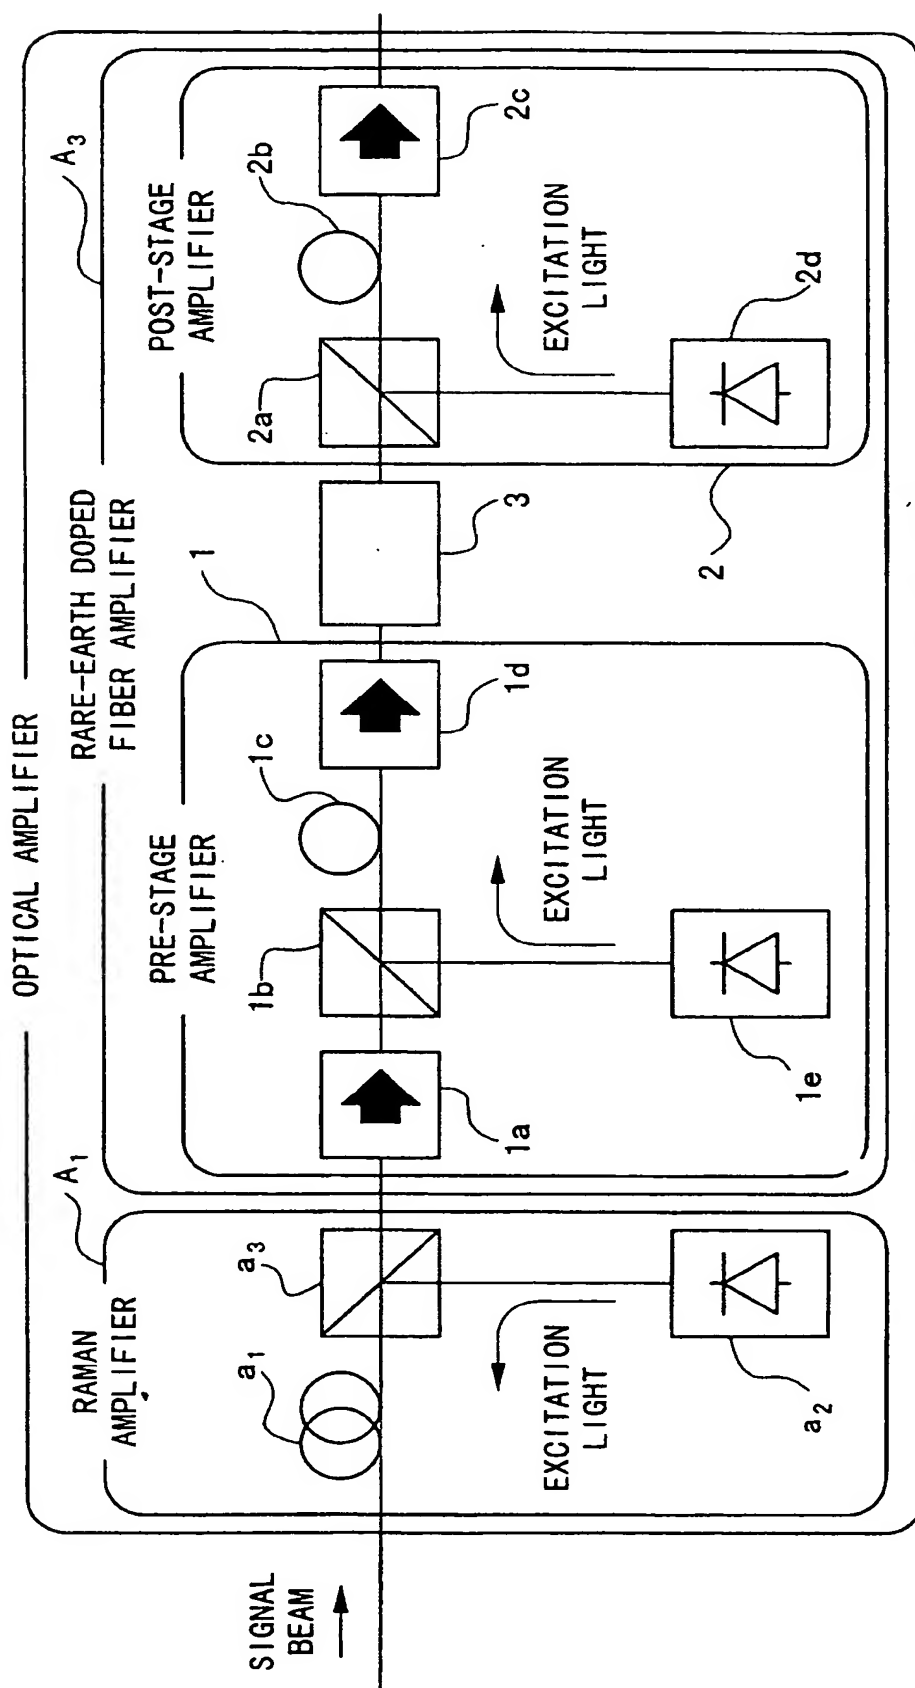 OPTICAL AMPLIFIER
A1
RAMAN
AMPLIFIER
RARE-EARTH DOPED
FIBER AMPLIFIER
A3
PRE-STAGE
AMPLIFIER
1
POST-STAGE
AMPLIFIER
SIGNAL
BEAM
a1
a3
1b
1c
2a
2b
1a
1d
3
2c
EXCITATION
LIGHT
EXCITATION
LIGHT
EXCITATION
LIGHT
a2
1e
2
2d